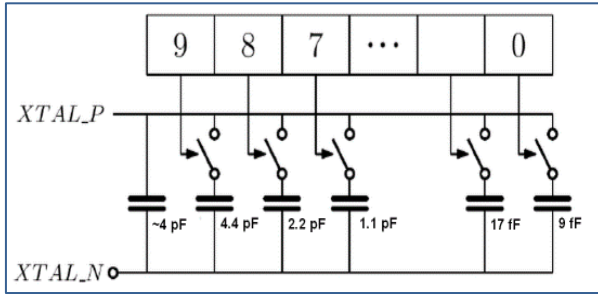 9 8 7 ... 0
XTAL_P
~4 pF 4.4 pF 2.2 pF 1.1 pF 17 fF 9 fF
XTAL_N